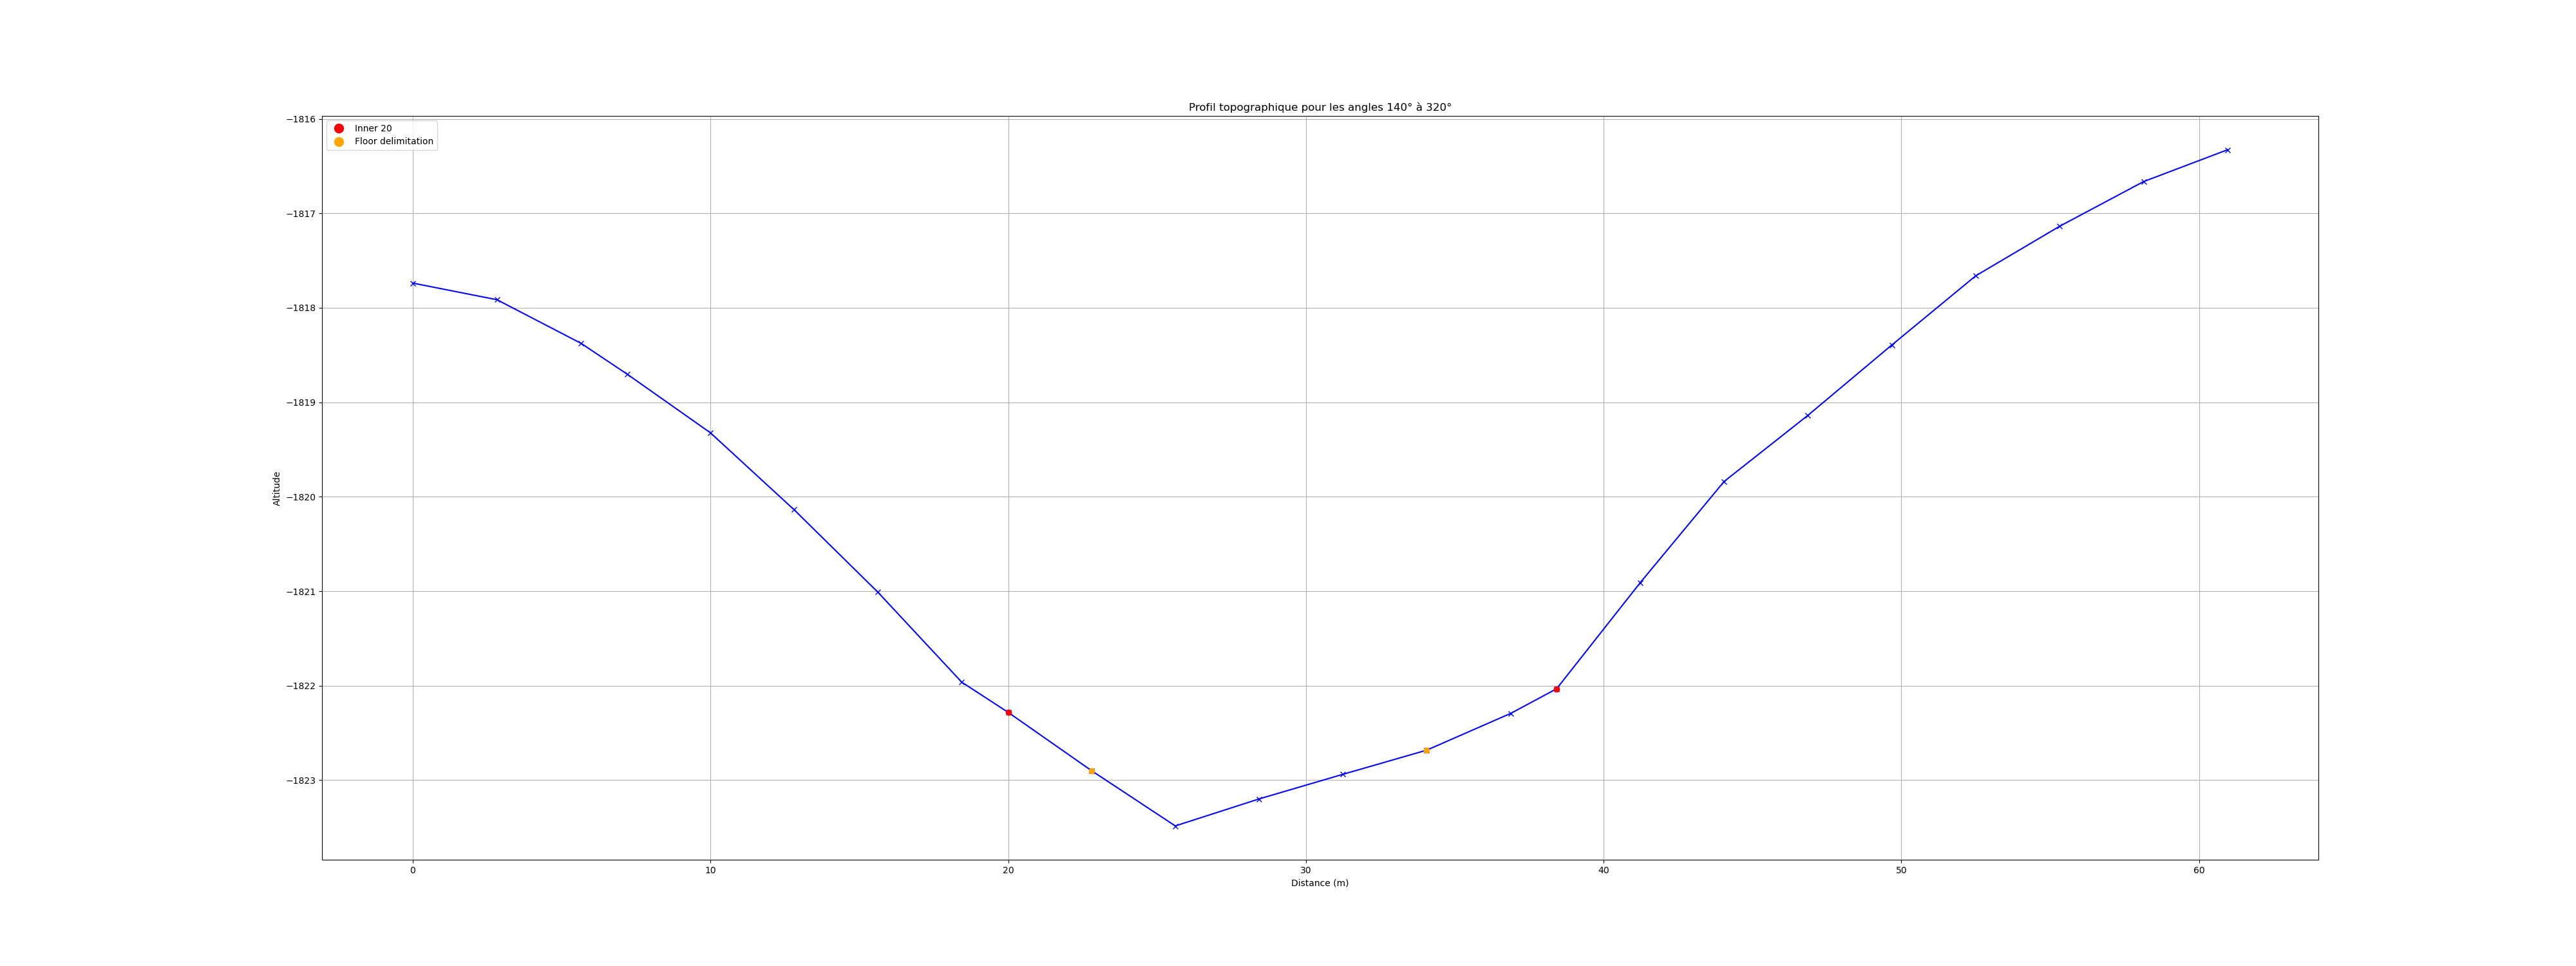 Profil topographique pour les angles 140° à 320°
Inner 20
Floor delimitation
−1816
−1817
−1818
−1819
−1820
−1821
−1822
−1823
Altitude
0 10 20 30 40 50 60
Distance (m)